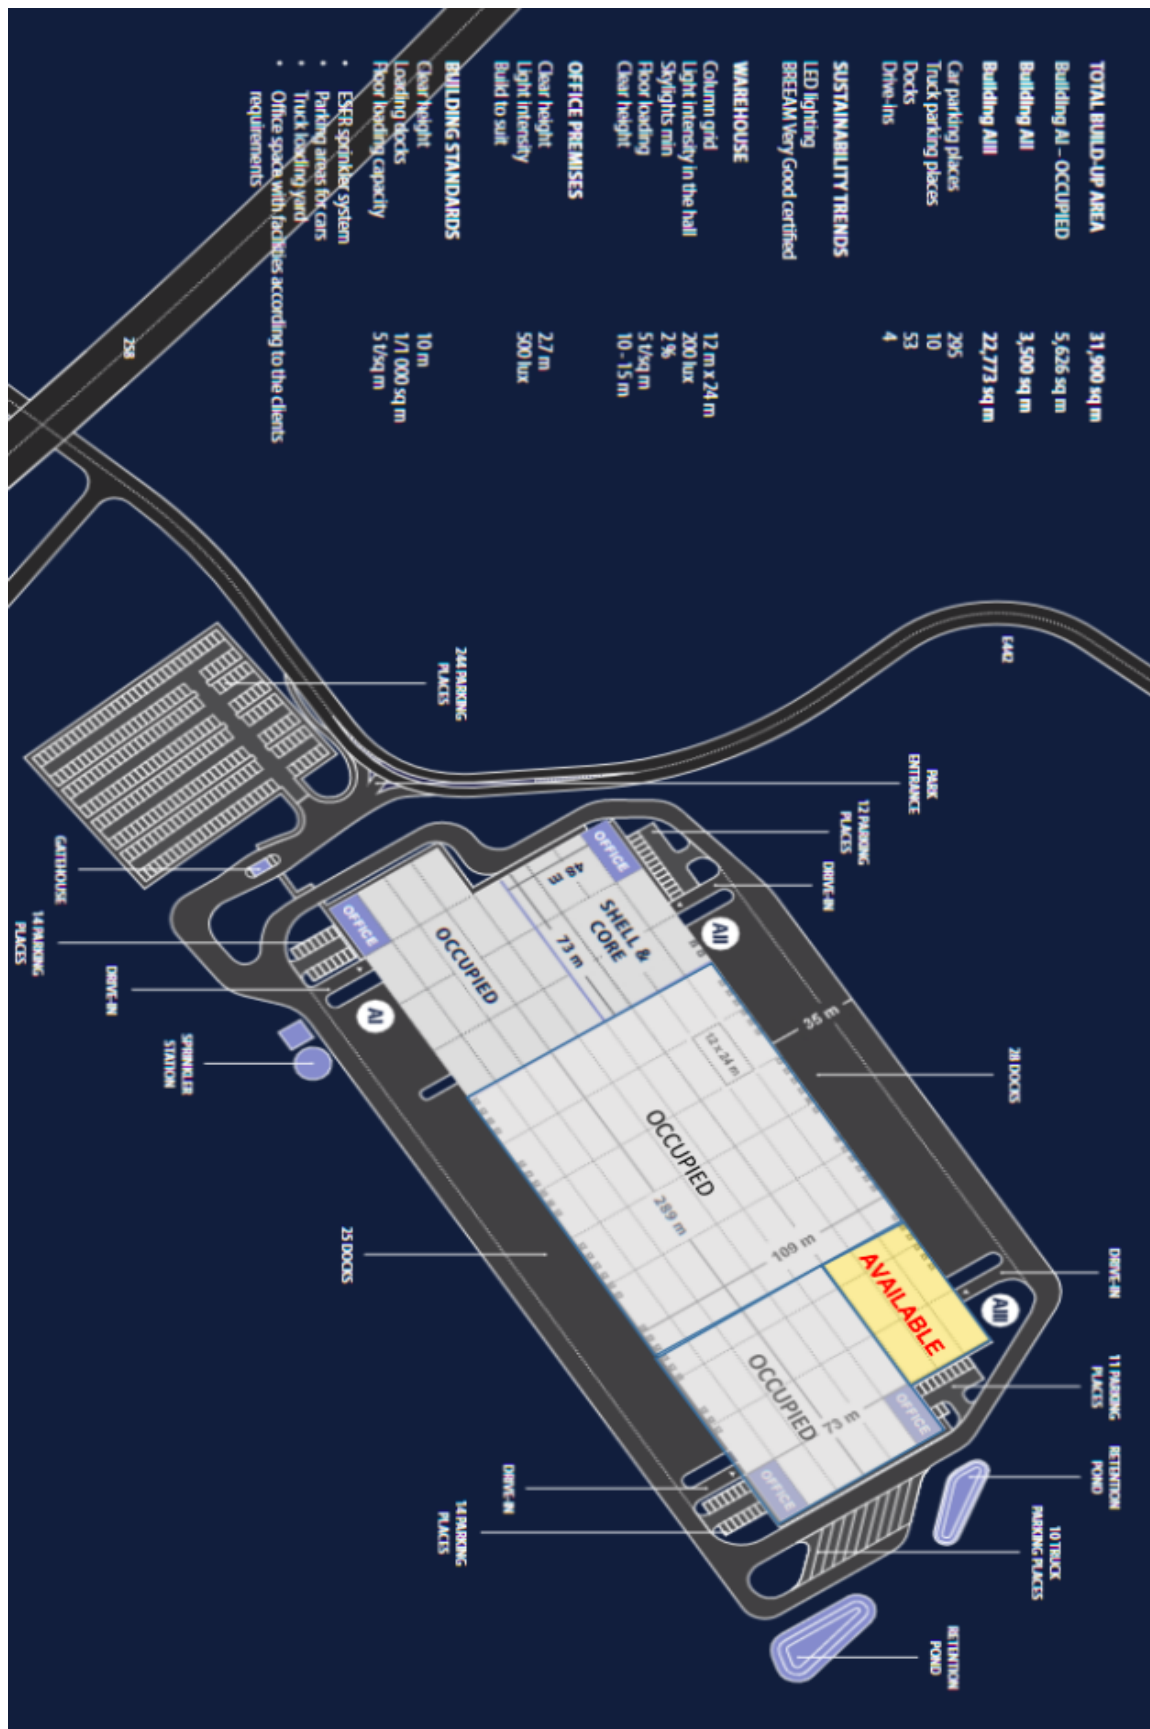 TOTAL BUILD-UP AREA 31,900 sq m
Building AI – OCCUPIED 5,626 sq m
Building AII 3,500 sq m
Building AIII 22,773 sq m
Car parking places 295
Truck parking places 10
Docks 53
Drive-ins 4
SUSTAINABILITY TRENDS
LED lighting
BREEAM Very Good certified
WAREHOUSE
Column grid 12 m x 24 m
Light intensity in the hall 200 lux
Skylights min 2 %
Floor loading 5 t/sq m
Clear height 10 - 15 m
OFFICE PREMISES
Clear height 2.7 m
Light intensity 500 lux
Build to suit
BUILDING STANDARDS
Clear height 10 m
Loading docks 1/1 000 sq m
Floor loading capacity 5 t/sq m
• ESFR sprinkler system
• Parking areas for cars
• Truck loading yard
• Office space with facilities according to the clients
requirements
258
E442
244 PARKING
PLACES
PARK
ENTRANCE
12 PARKING
PLACES
DRIVE-IN
28 DOCKS
DRIVE-IN
11 PARKING
PLACES
RETENTION
POND
10 TRUCK
PARKING PLACES
RETENTION
POND
GATEHOUSE
14 PARKING
PLACES
DRIVE-IN
SPRINKLER
STATION
25 DOCKS
DRIVE-IN
14 PARKING
PLACES
OFFICE
48 m
SHELL &
CORE
73 m
AII
35 m
OFFICE
OCCUPIED
AI
12 x 24 m
OCCUPIED
289 m
109 m
AVAILABLE
AIII
OCCUPIED
73 m
OFFICE
OFFICE